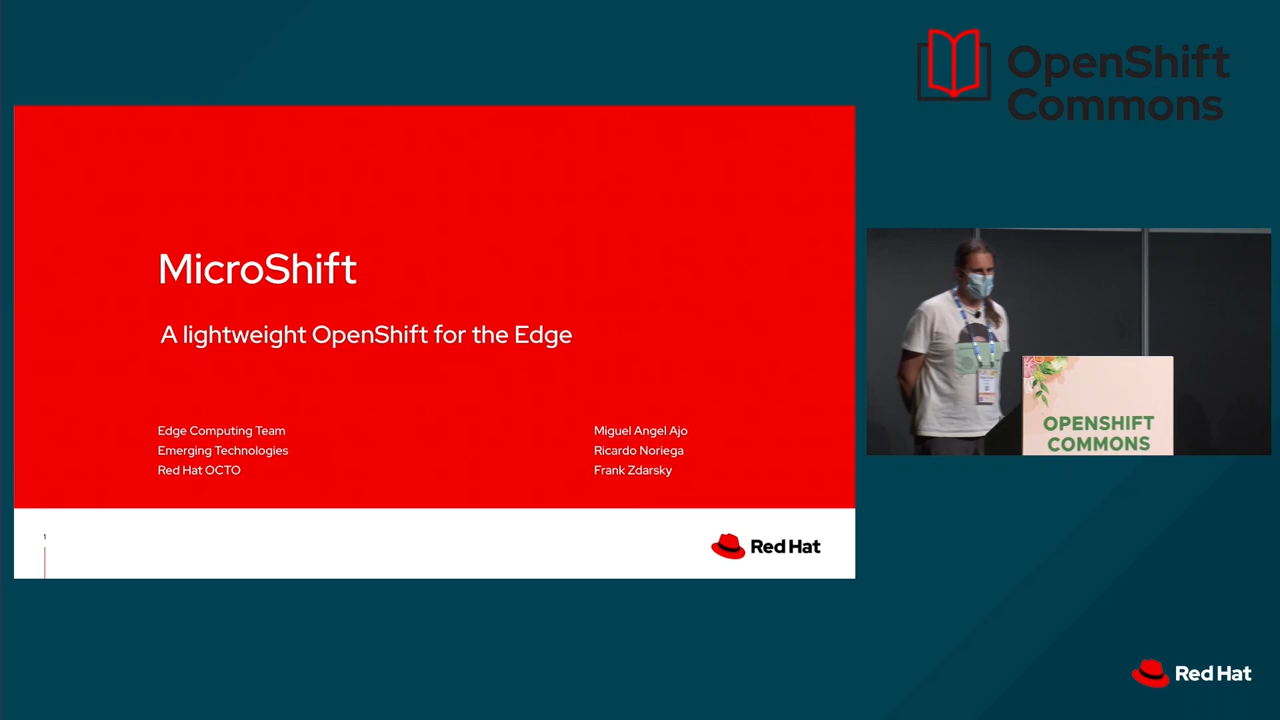 OpenShift
Commons
MicroShift
A lightweight OpenShift for the Edge
Edge Computing Team
Emerging Technologies
Red Hat OCTO
Miguel Angel Ajo
Ricardo Noriega
Frank Zdarsky
1
Red Hat
OPENSHIFT
COMMONS
Red Hat